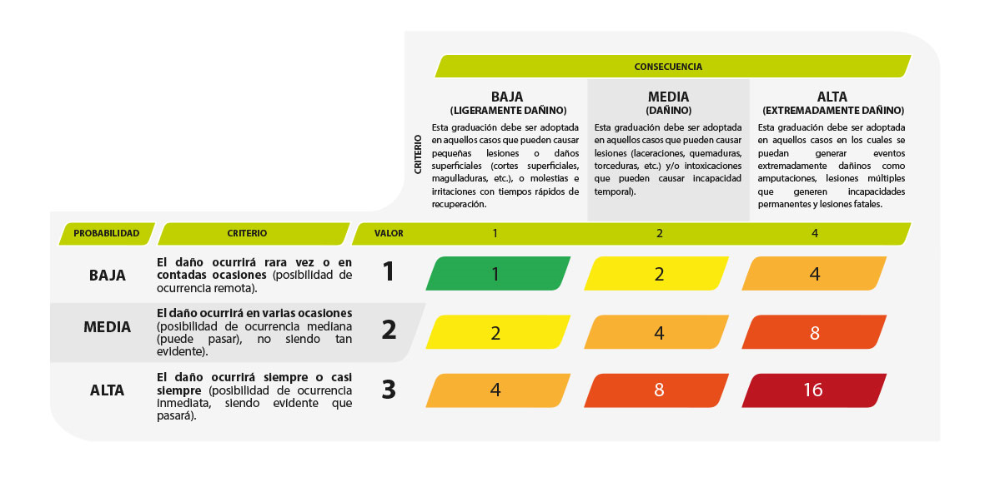 CONSECUENCIA
CRITERIO
BAJA
(LIGERAMENTE DAÑINO)
Esta graduación debe ser adoptada
en aquellos casos que pueden causar
pequeñas lesiones o daños
superficiales (cortes superficiales,
magulladuras, etc.), o molestias e
irritaciones con tiempos rápidos de
recuperación.
MEDIA
(DAÑINO)
Esta graduación debe ser adoptada
en aquellos casos que pueden causar
lesiones (laceraciones, quemaduras,
torceduras, etc.) y/o intoxicaciones
que pueden causar incapacidad
temporal).
ALTA
(EXTREMADAMENTE DAÑINO)
Esta graduación debe ser adoptada
en aquellos casos en los cuales se
puedan generar eventos
extremadamente dañinos como
amputaciones, lesiones múltiples
que generen incapacidades
permanentes y lesiones fatales.
PROBABILIDAD CRITERIO VALOR 1 2 4
BAJA
El daño ocurrirá rara vez o en
contadas ocasiones (posibilidad de
ocurrencia remota).
1 1 2 4
MEDIA
El daño ocurrirá en varias ocasiones
(posibilidad de ocurrencia mediana
(puede pasar), no siendo tan
evidente).
2 2 4 8
ALTA
El daño ocurrirá siempre o casi
siempre (posibilidad de ocurrencia
inmediata, siendo evidente que
pasará).
3 4 8 16